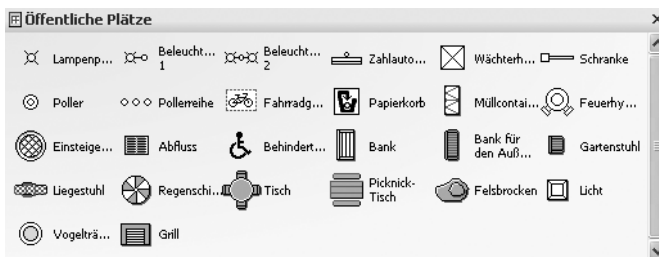 Öffentliche Plätze
Lampenp...
Beleucht...
1
Beleucht...
2
Zahlauto...
Wächterh...
Schranke
Poller
Pollerreihe
Fahrradg...
Papierkorb
Müllcontai...
Feuerhy...
Einsteige...
Abfluss
Behindert...
Bank
Bank für
den Auß...
Gartenstuhl
Liegestuhl
Regenschi...
Tisch
Picknick-
Tisch
Felsbrocken
Licht
Vogelträ...
Grill